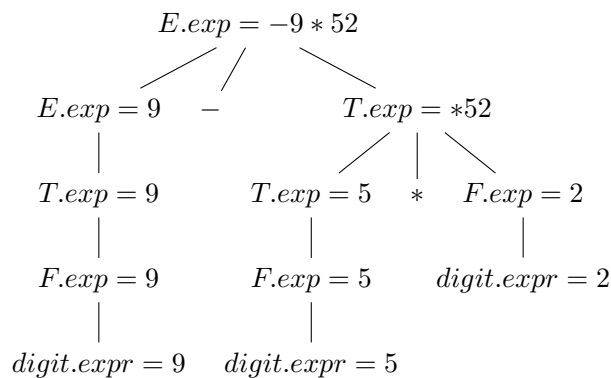 E.exp = −9 ∗ 52
E.exp = 9 − T.exp = ∗52
T.exp = 9 T.exp = 5 ∗ F.exp = 2
F.exp = 9 F.exp = 5 digit.expr = 2
digit.expr = 9 digit.expr = 5